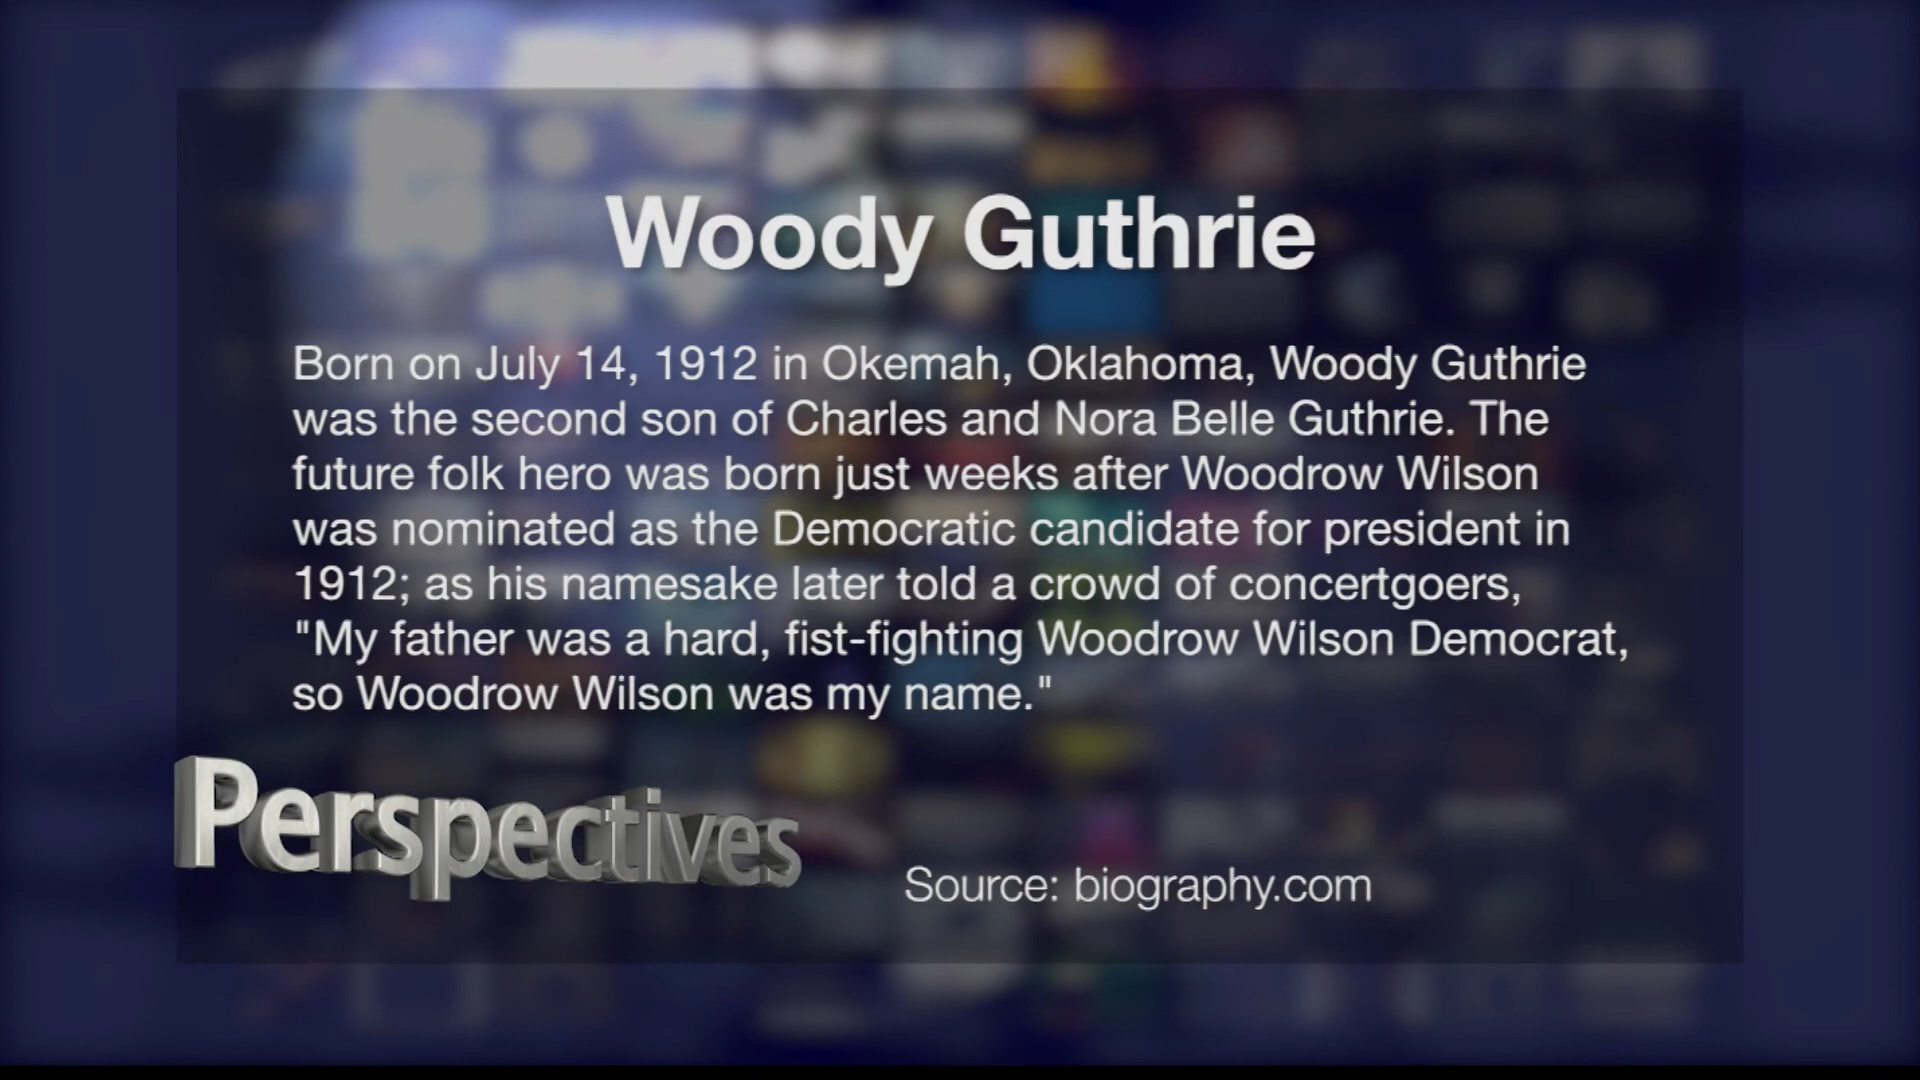 Woody Guthrie
Born on July 14, 1912 in Okemah, Oklahoma, Woody Guthrie
was the second son of Charles and Nora Belle Guthrie. The
future folk hero was born just weeks after Woodrow Wilson
was nominated as the Democratic candidate for president in
1912; as his namesake later told a crowd of concertgoers,
"My father was a hard, fist-fighting Woodrow Wilson Democrat,
so Woodrow Wilson was my name."
Perspectives
Source: biography.com